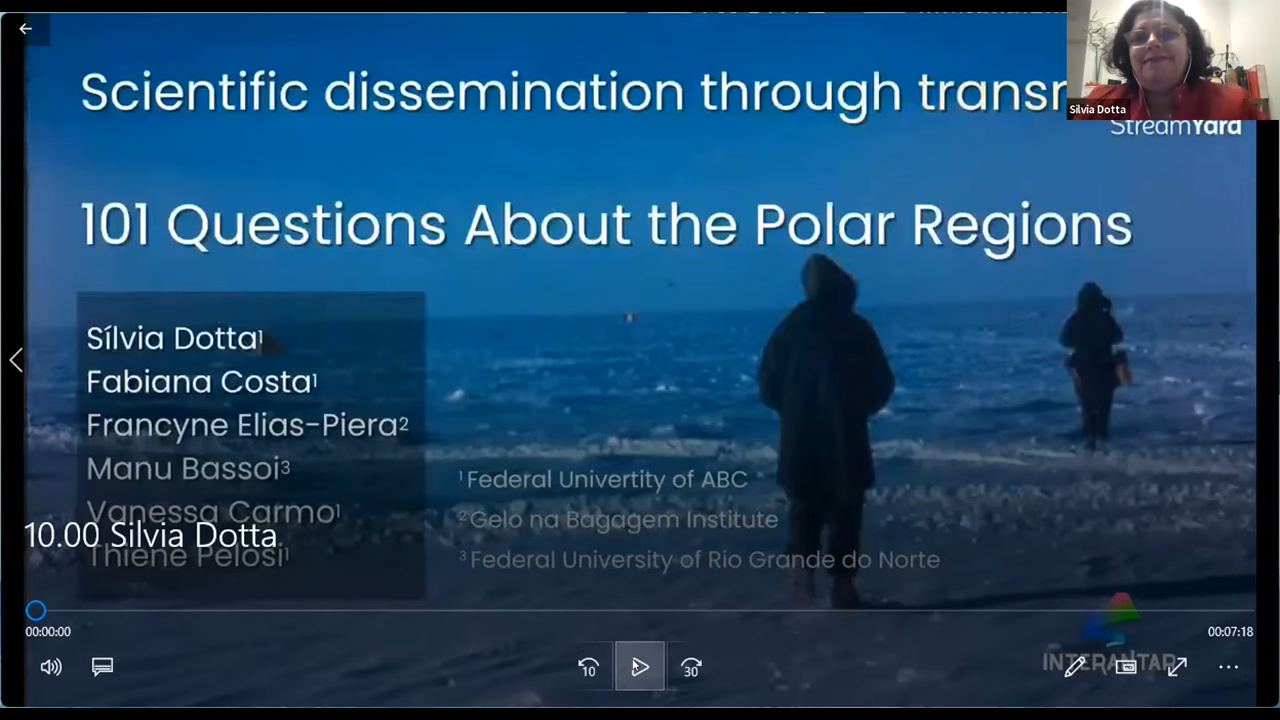 Scientific dissemination through trans
Silvia Dotta
StreamYard
101 Questions About the Polar Regions
Sílvia Dotta1
Fabiana Costa1
Francyne Elias-Piera2
Manu Bassoi3
Vanessa Carmo1
Thiene Pelosi1
1 Federal Univertity of ABC
2 Gelo na Bagagem Institute
3 Federal University of Rio Grande do Norte
10.00 Silvia Dotta
00:00:00
00:07:18
10
30
INTERANTAR